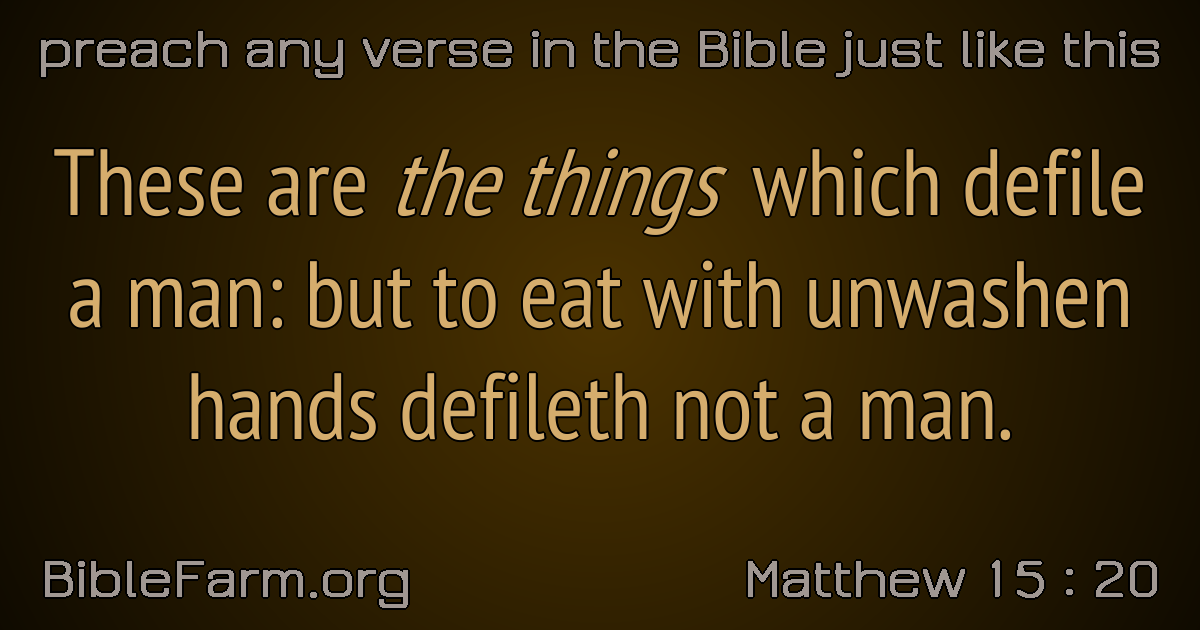 preach any verse in the Bible just like this
These are the things which defile
a man: but to eat with unwashen
hands defileth not a man.
BibleFarm.org
Matthew 15 : 20